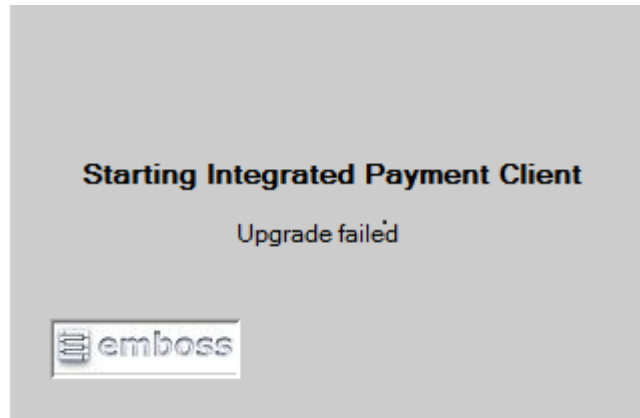 Starting Integrated Payment Client
Upgrade failed
emboss